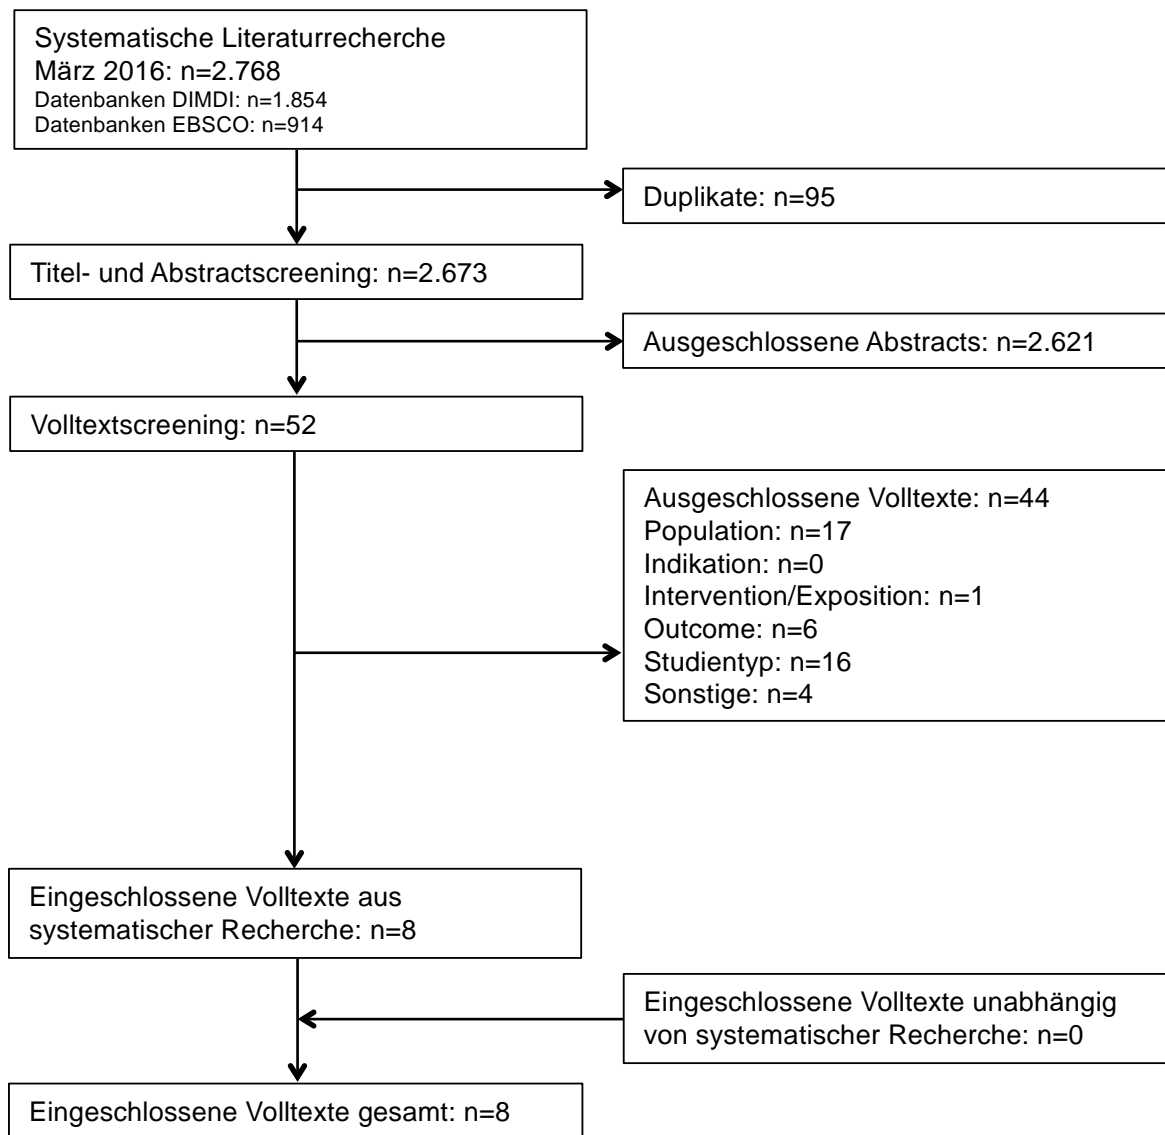 Systematische Literaturrecherche
März 2016: n=2.768
Datenbanken DIMDI: n=1.854
Datenbanken EBSCO: n=914
Duplikate: n=95
Titel- und Abstractscreening: n=2.673
Ausgeschlossene Abstracts: n=2.621
Volltextscreening: n=52
Ausgeschlossene Volltexte: n=44
Population: n=17
Indikation: n=0
Intervention/Exposition: n=1
Outcome: n=6
Studientyp: n=16
Sonstige: n=4
Eingeschlossene Volltexte aus
systematischer Recherche: n=8
Eingeschlossene Volltexte unabhängig
von systematischer Recherche: n=0
Eingeschlossene Volltexte gesamt: n=8